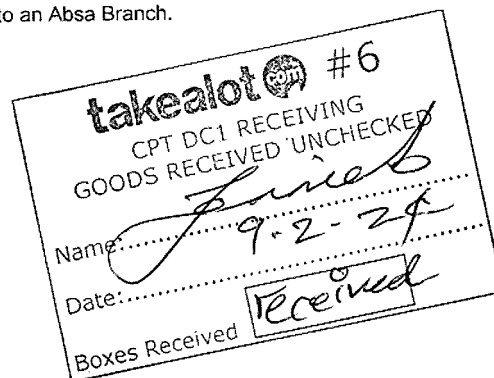 to an Absa Branch.
takealot com #6
CPT DC1 RECEIVING
GOODS RECEIVED UNCHECKED
Name:
9-2-24
Date:
Boxes Received received